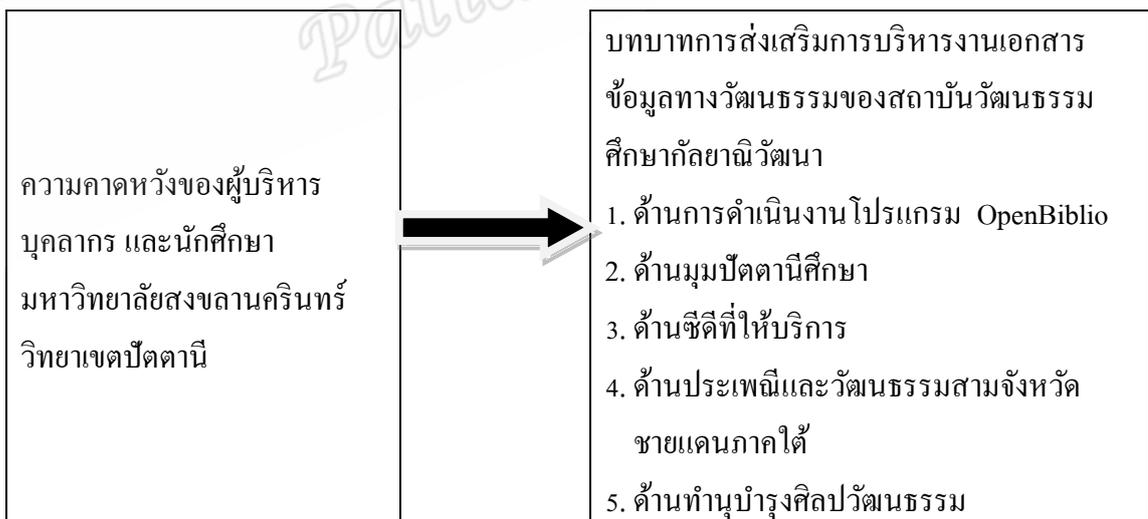 ความคาดหวังของผู้บริหาร
บุคลากร และนักศึกษา
มหาวิทยาลัยสงขลานครินทร์
วิทยาเขตปัตตานี
บทบาทการส่งเสริมการบริหารงานเอกสาร
ข้อมูลทางวัฒนธรรมของสถาบันวัฒนธรรม
ศึกษากัลยาณิวัฒนา
1. ด้านการดำเนินงานโปรแกรม OpenBiblio
2. ด้านมุมปัตตานีศึกษา
3. ด้านซีดีที่ให้บริการ
4. ด้านประเพณีและวัฒนธรรมสามจังหวัด
ชายแดนภาคใต้
5. ด้านทำนุบำรุงศิลปวัฒนธรรม